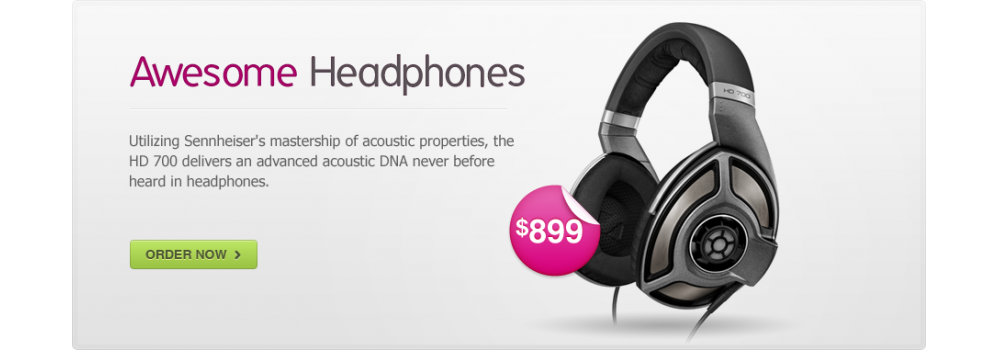 Awesome Headphones
Utilizing Sennheiser's mastership of acoustic properties, the
HD 700 delivers an advanced acoustic DNA never before
heard in headphones.
ORDER NOW
$899
HD 700